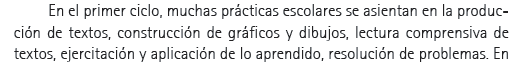 En el primer ciclo, muchas prácticas escolares se asientan en la produc-
ción de textos, construcción de gráficos y dibujos, lectura comprensiva de
textos, ejercitación y aplicación de lo aprendido, resolución de problemas. En